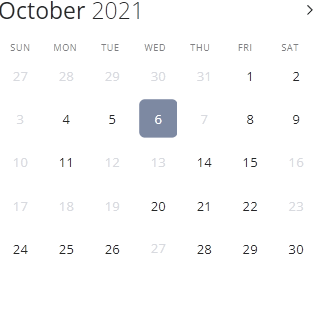 October 2021
SUN MON TUE WED THU FRI SAT
27 28 29 30 31 1 2
3 4 5 6 7 8 9
10 11 12 13 14 15 16
17 18 19 20 21 22 23
24 25 26 27 28 29 30